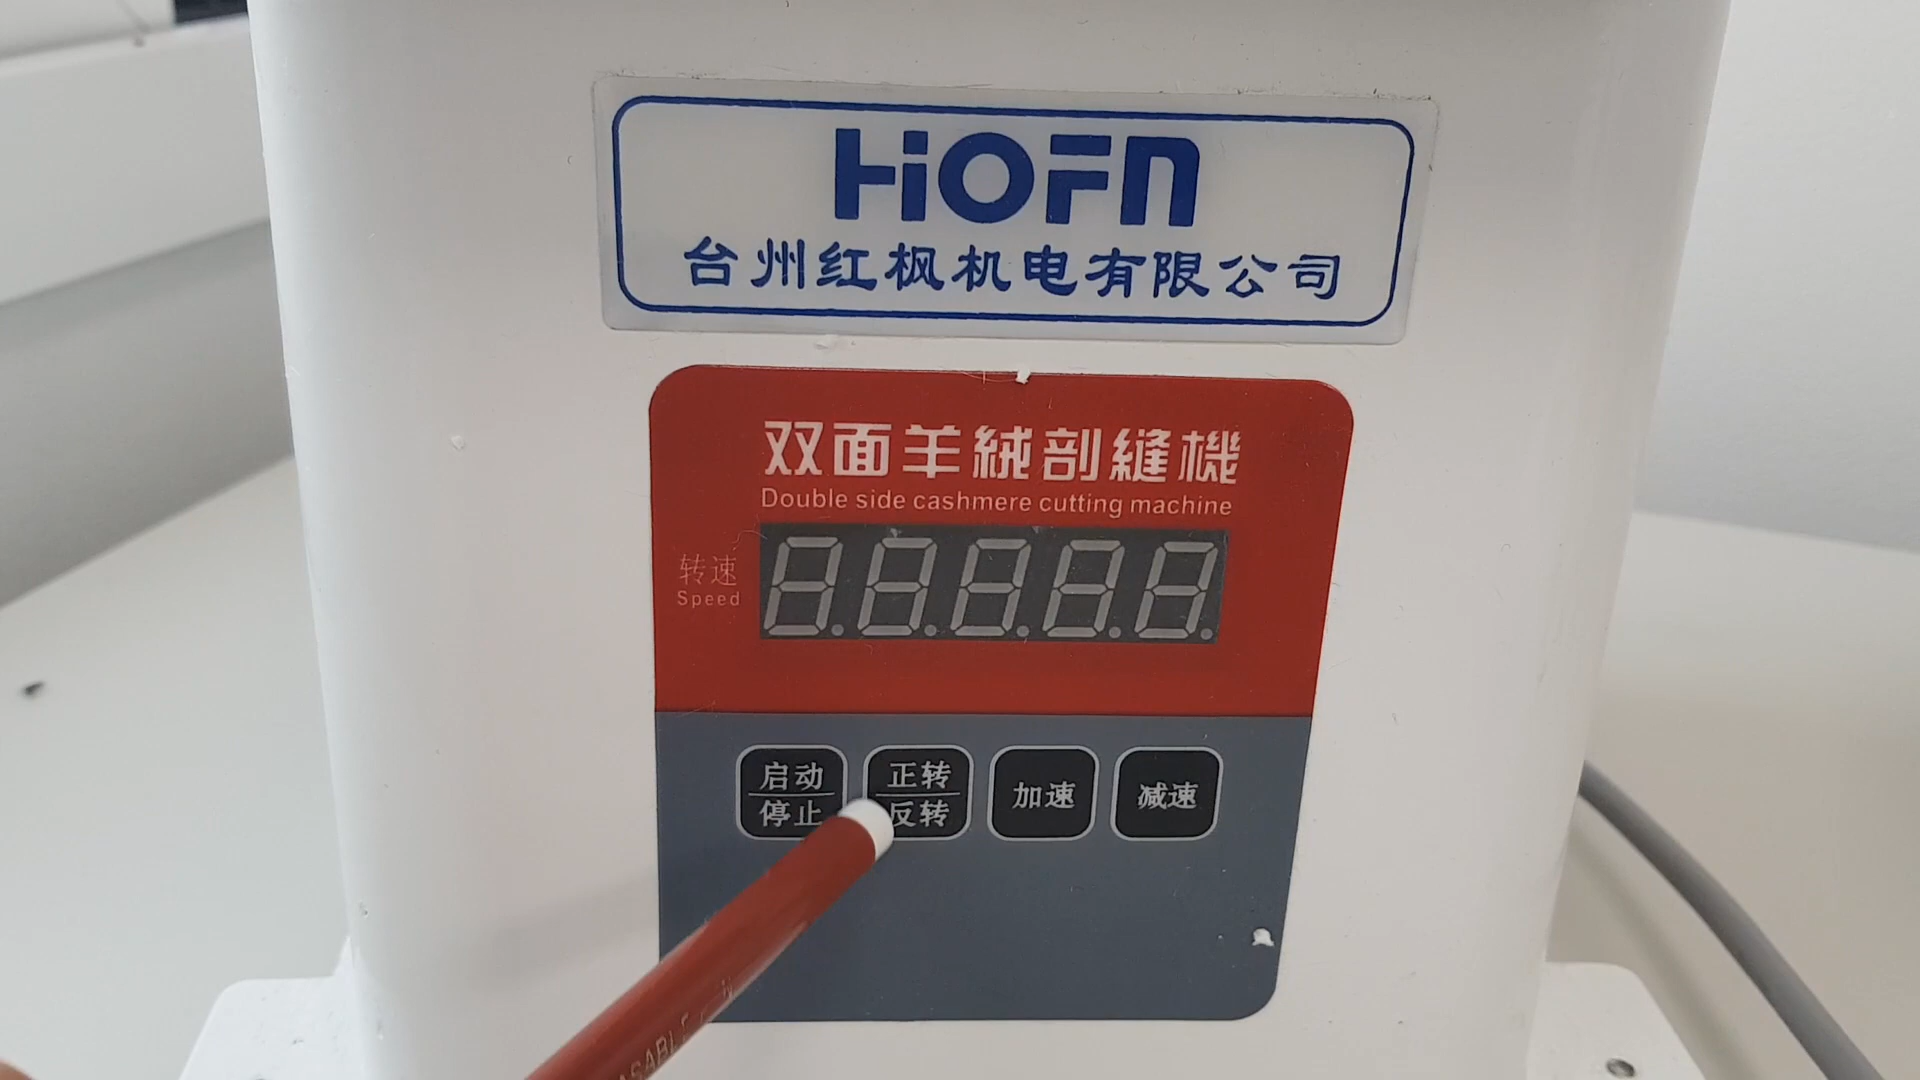 HiOFN
台州红枫机电有限公司
双面羊絨剖縫機
Double side cashmere cutting machine
转速
Speed
启动
停止
正转
反转
加速
减速